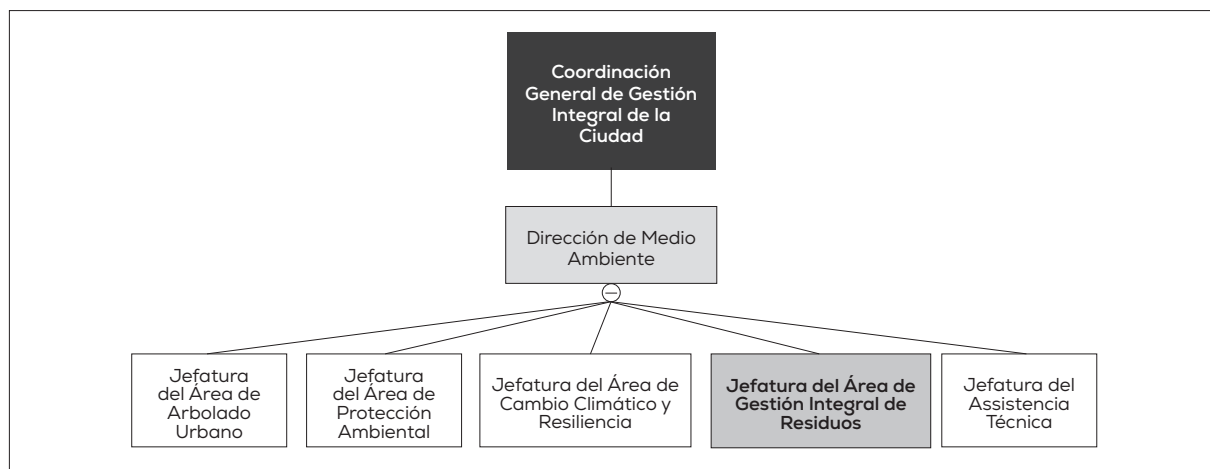 Coordinación
General de Gestión
Integral de la
Ciudad
Dirección de Medio
Ambiente
Jefatura
del Área de
Arbolado
Urbano
Jefatura
del Área de
Protección
Ambiental
Jefatura del Área de
Cambio Climático y
Resiliencia
Jefatura del Área de
Gestión Integral de
Residuos
Jefatura del
Assistencia
Técnica